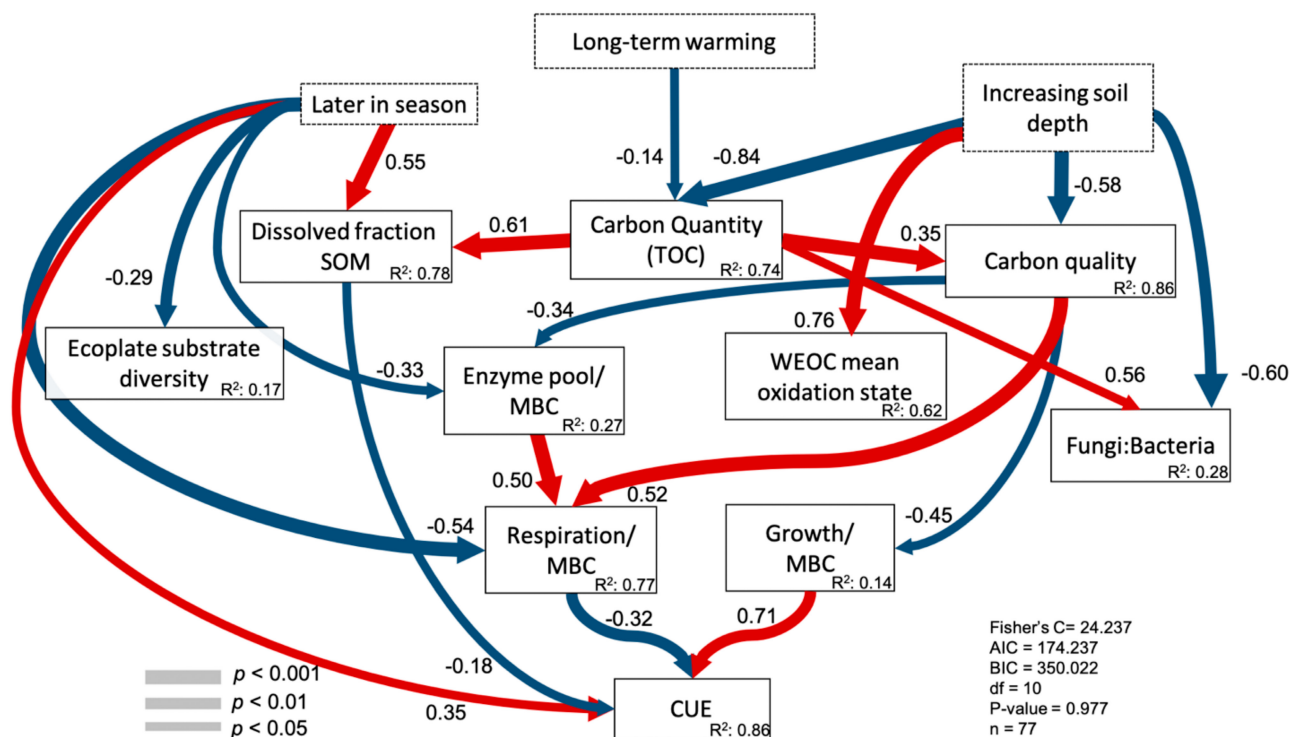 Long-term warming
Later in season
Increasing soil
depth
-0.14
-0.84
0.55
-0.58
Dissolved fraction
SOM
R²: 0.78
0.61
Carbon Quantity
(TOC)
R²: 0.74
0.35
Carbon quality
R²: 0.86
-0.29
-0.34
0.76
Ecoplate substrate
diversity
R²: 0.17
-0.33
Enzyme pool/
MBC
R²: 0.27
WEOC mean
oxidation state
R²: 0.62
0.56
-0.60
Fungi:Bacteria
R²: 0.28
0.50
0.52
-0.54
Respiration/
MBC
R²: 0.77
Growth/
MBC
R²: 0.14
-0.45
-0.32
0.71
-0.18
0.35
CUE
R²: 0.86
p < 0.001
p < 0.01
p < 0.05
Fisher's C= 24.237
AIC = 174.237
BIC = 350.022
df = 10
P-value = 0.977
n = 77